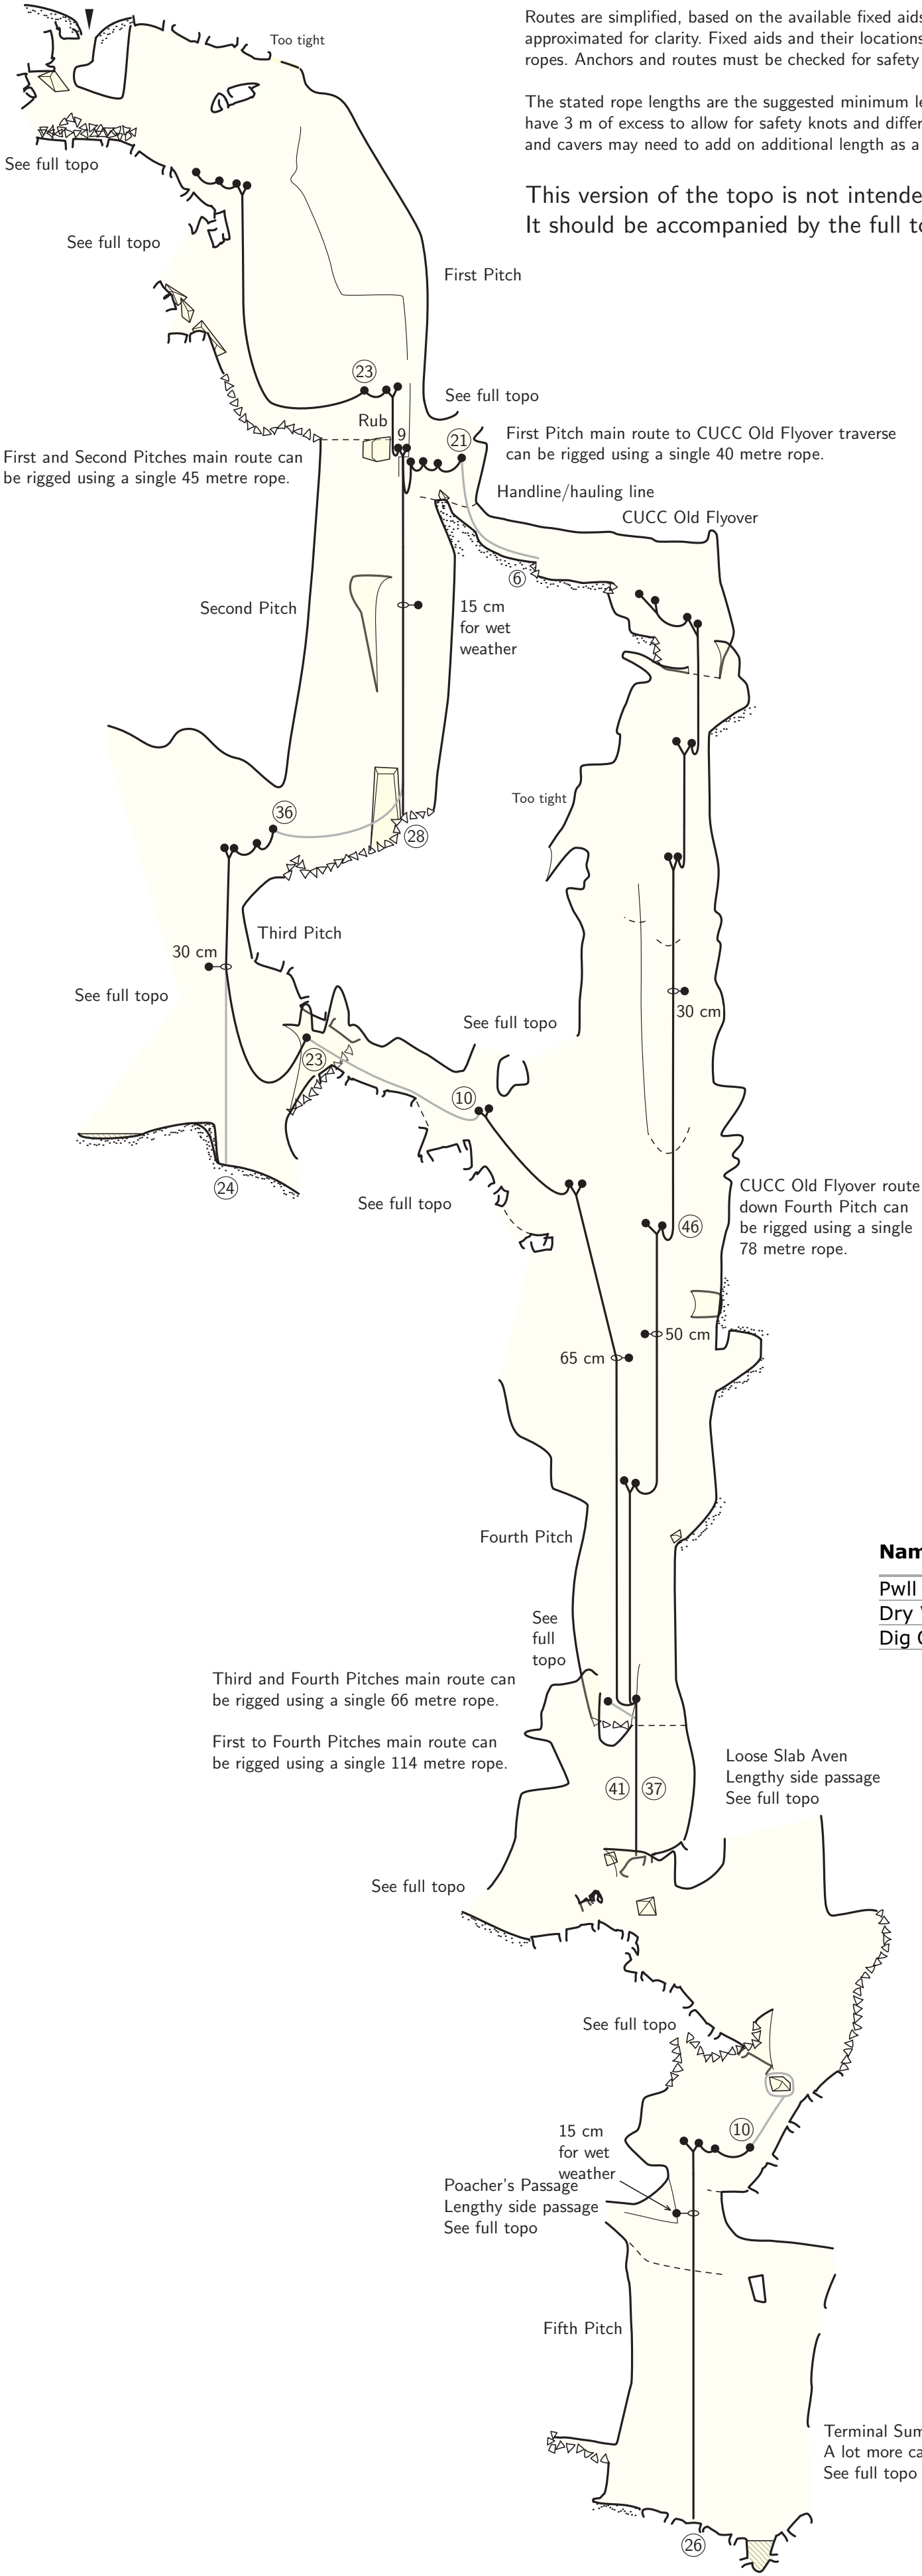 Routes are simplified, based on the available fixed aids
approximated for clarity. Fixed aids and their locations
ropes. Anchors and routes must be checked for safety
The stated rope lengths are the suggested minimum le
have 3 m of excess to allow for safety knots and differ
and cavers may need to add on additional length as a
This version of the topo is not intende
It should be accompanied by the full to
Too tight
See full topo
See full topo
First Pitch
23
See full topo
Rub
9
21
First Pitch main route to CUCC Old Flyover traverse
can be rigged using a single 40 metre rope.
First and Second Pitches main route can
be rigged using a single 45 metre rope.
Handline/hauling line
CUCC Old Flyover
6
Second Pitch
15 cm
for wet
weather
Too tight
36
28
Third Pitch
30 cm
See full topo
30 cm
See full topo
23
10
24
See full topo
CUCC Old Flyover route
down Fourth Pitch can
be rigged using a single
78 metre rope.
46
50 cm
65 cm
Fourth Pitch
Nam
Pwll
Dry
Dig
See
full
topo
Third and Fourth Pitches main route can
be rigged using a single 66 metre rope.
First to Fourth Pitches main route can
be rigged using a single 114 metre rope.
Loose Slab Aven
Lengthy side passage
See full topo
41
37
See full topo
See full topo
10
15 cm
for wet
weather
Poacher's Passage
Lengthy side passage
See full topo
Fifth Pitch
Terminal Sum
A lot more ca
See full topo
26